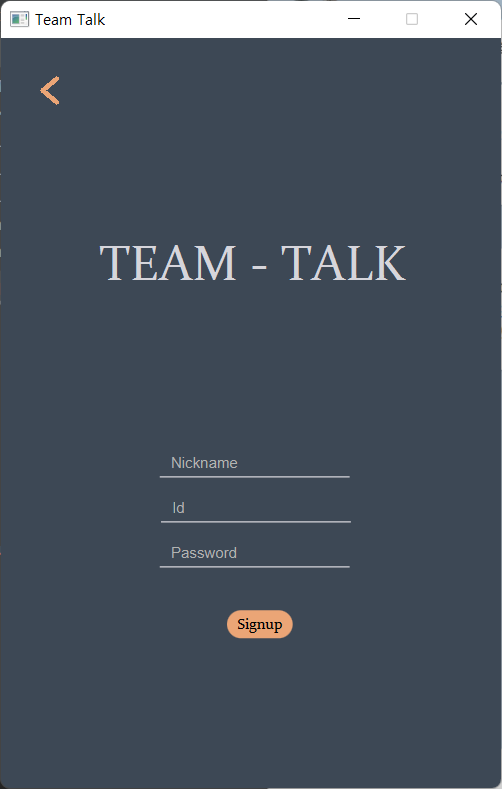 Team Talk
TEAM - TALK
Nickname
Id
Password
Signup